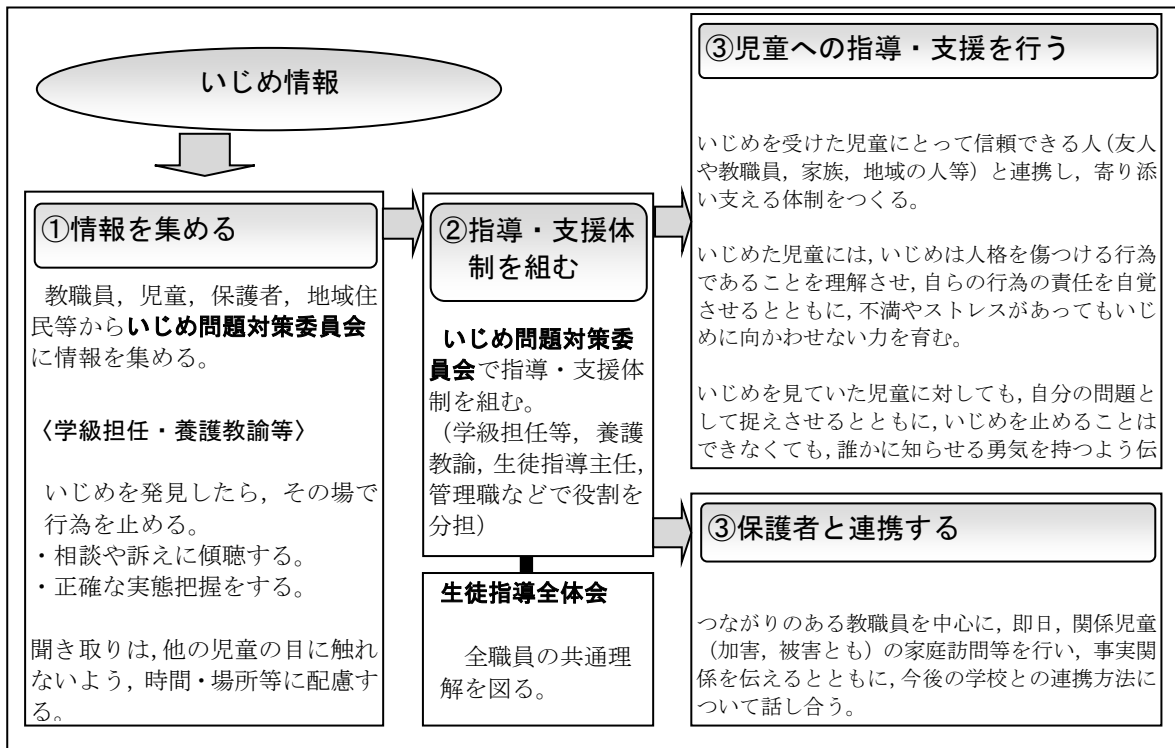 いじめ情報
①情報を集める
教職員，児童，保護者，地域住
民等からいじめ問題対策委員会
に情報を集める。
〈学級担任・養護教諭等〉
いじめを発見したら，その場で
行為を止める。
・相談や訴えに傾聴する。
・正確な実態把握をする。
聞き取りは，他の児童の目に触れ
ないよう，時間・場所等に配慮す
る。
②指導・支援体
制を組む
いじめ問題対策委
員会で指導・支援体
制を組む。
（学級担任等，養護
教諭，生徒指導主任，
管理職などで役割を
分担）
生徒指導全体会
全職員の共通理
解を図る。
③児童への指導・支援を行う
いじめを受けた児童にとって信頼できる人（友人
や教職員，家族，地域の人等）と連携し，寄り添
い支える体制をつくる。
いじめた児童には，いじめは人格を傷つける行為
であることを理解させ，自らの行為の責任を自覚
させるとともに，不満やストレスがあってもいじ
めに向かわせない力を育む。
いじめを見ていた児童に対しても，自分の問題と
して捉えさせるとともに，いじめを止めることは
できなくても，誰かに知らせる勇気を持つよう伝
③保護者と連携する
つながりのある教職員を中心に，即日，関係児童
（加害，被害とも）の家庭訪問等を行い，事実関
係を伝えるとともに，今後の学校との連携方法に
ついて話し合う。